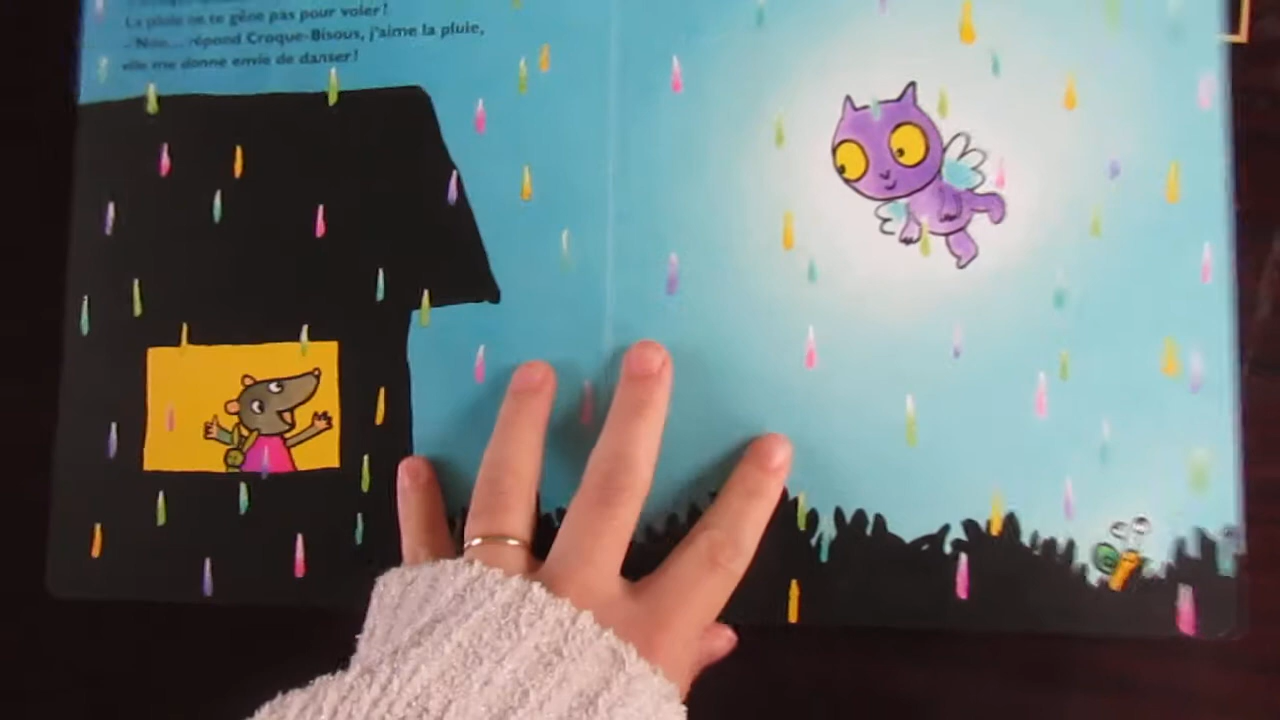 La pluie ne te gêne pas pour voler !
– Non... répond Croque-Bisous, j'aime la pluie,
elle me donne envie de danser !